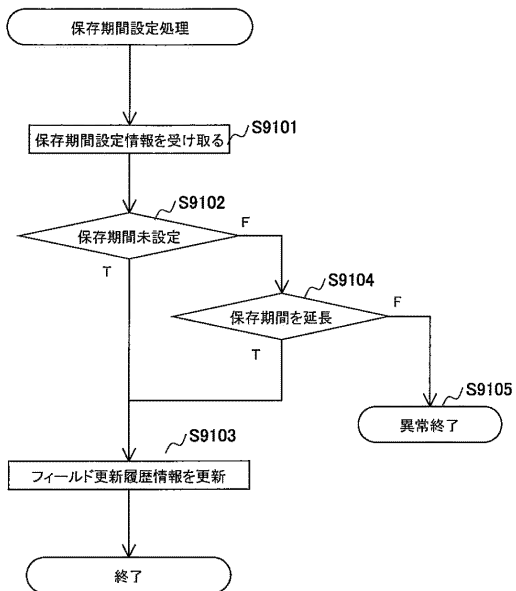 保存期間設定処理
保存期間設定情報を受け取る
S9101
S9102
保存期間未設定
F
T
S9104
保存期間を延長
F
T
S9105
異常終了
S9103
フィールド更新履歴情報を更新
終了